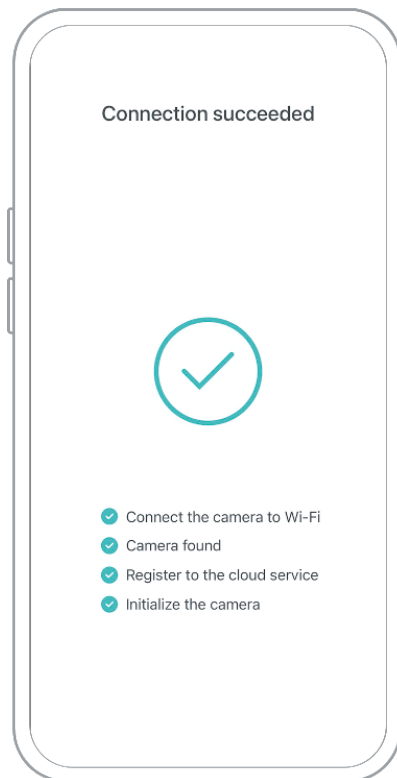 Connection succeeded
Connect the camera to Wi-Fi
Camera found
Register to the cloud service
Initialize the camera